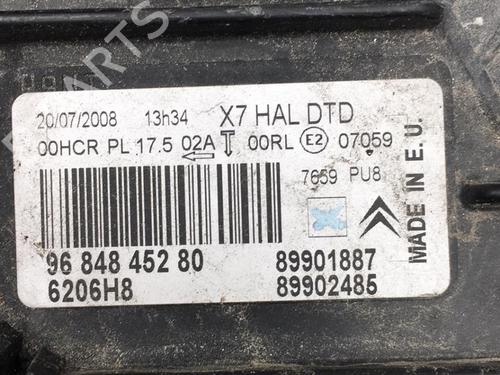 PARTS
20/07/2008 13h34 X7 HAL DTD
00HCR PL 17.5 02A 00RL E2 07059
7659 PU8
MADE IN E.U.
96 848 452 80 89901887
6206H8 89902485